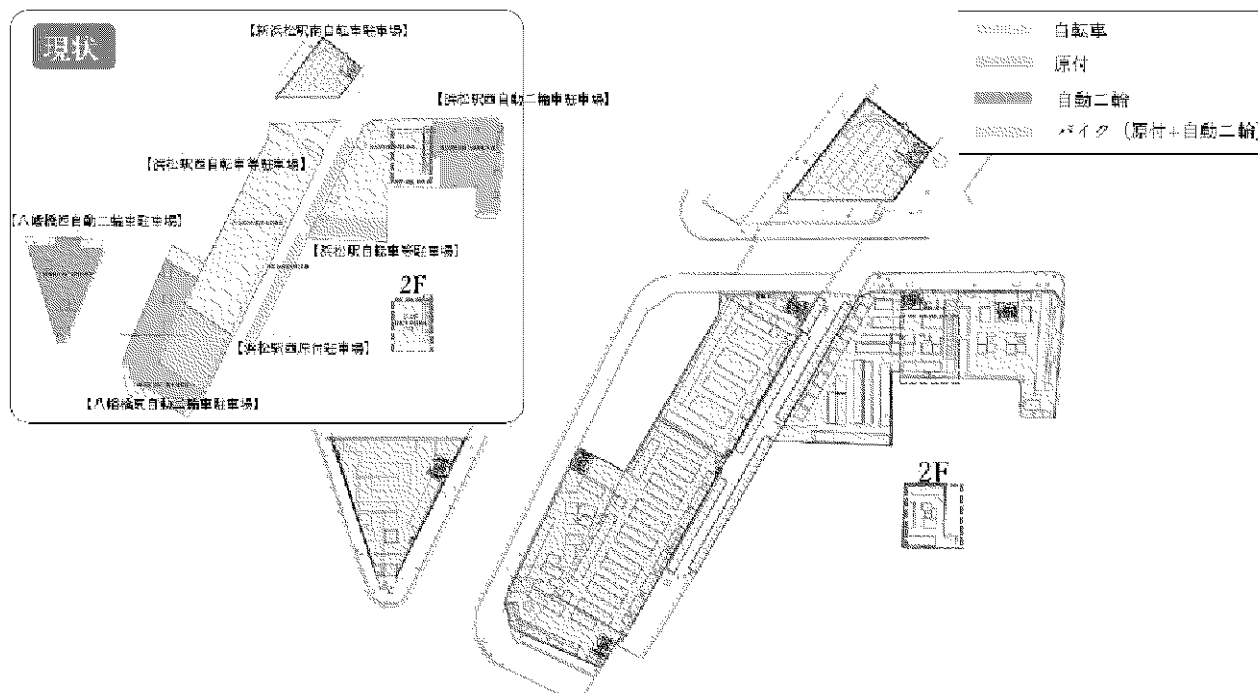 現状
【新浜松駅南自転車駐車場】
【浜松駅西自動二輪車駐車場】
【浜松駅西自転車等駐車場】
【八幡橋西自動二輪車駐車場】
【浜松駅自転車等駐車場】
2F
【浜松駅西原付駐車場】
【八幡橋東自動二輪車駐車場】
自転車
原付
自動二輪
バイク（原付+自動二輪）
2F